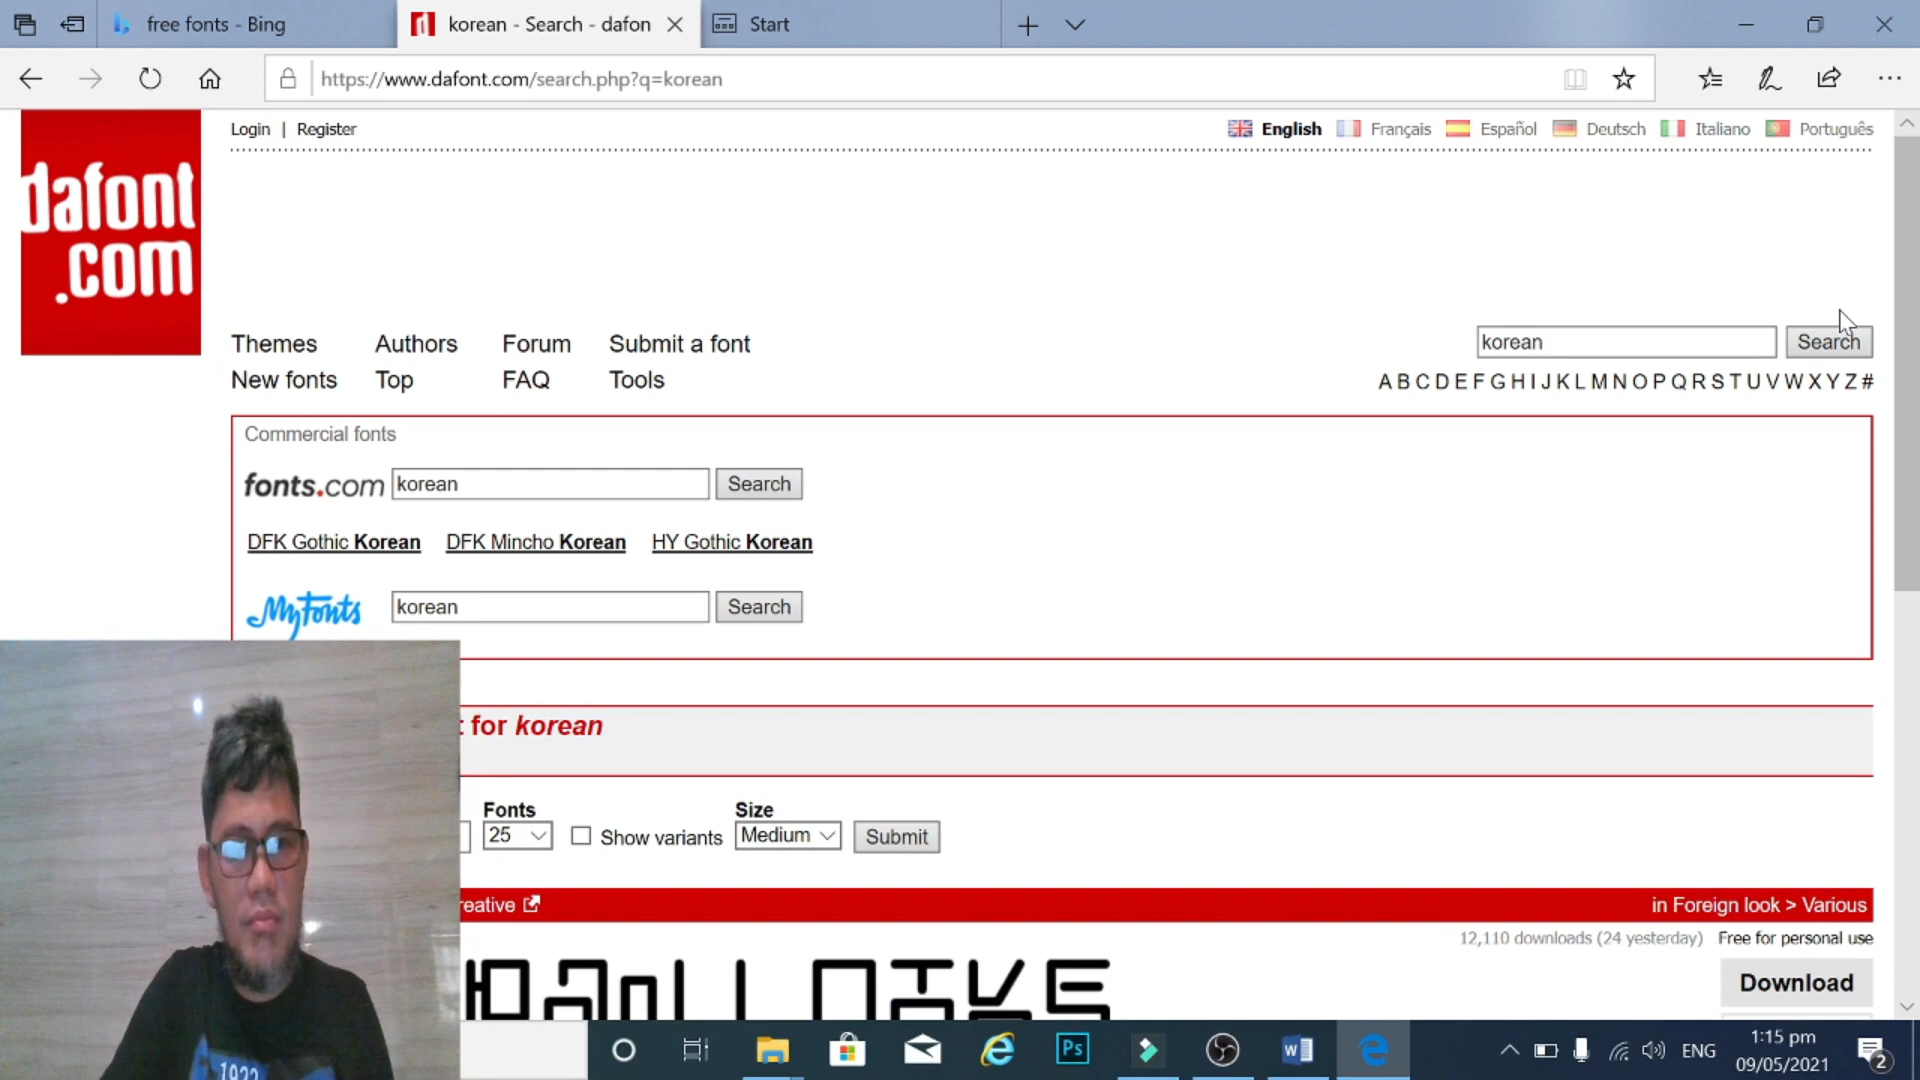 free fonts - Bing
korean - Search - dafon
Start
https://www.dafont.com/search.php?q=korean
dafont
.com
Login | Register
English Français Español Deutsch Italiano Português
Themes Authors Forum Submit a font
New fonts Top FAQ Tools
korean Search
A B C D E F G H I J K L M N O P Q R S T U V W X Y Z #
Commercial fonts
fonts.com korean Search
DFK Gothic Korean DFK Mincho Korean HY Gothic Korean
MyFonts korean Search
for korean
Fonts Size
25 Show variants Medium Submit
reative in Foreign look > Various
12,110 downloads (24 yesterday) Free for personal use
Download
1:15 pm
ENG
09/05/2021
2
Ps
W
1922